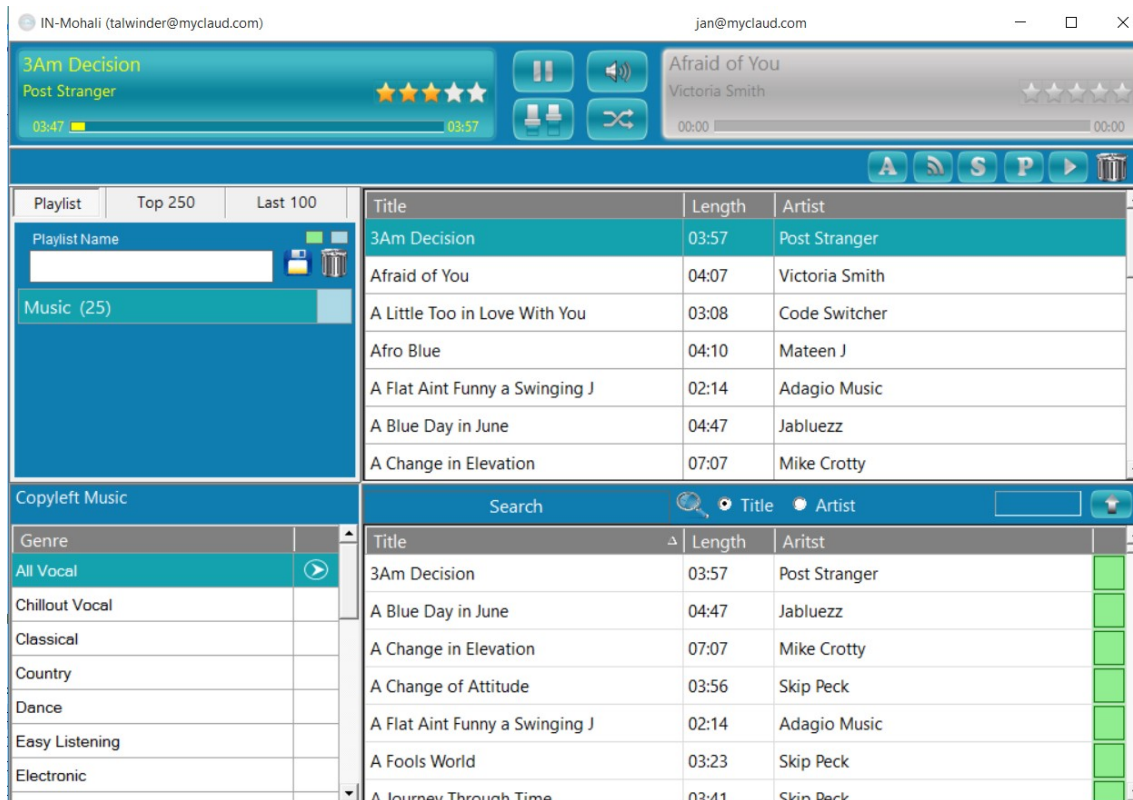 IN-Mohali (talwinder@myclaud.com) jan@myclaud.com
3Am Decision
Post Stranger
03:47 03:57
Afraid of You
Victoria Smith
00:00 00:00
A S P
Playlist Top 250 Last 100
Playlist Name
Music (25)
Title Length Artist
3Am Decision 03:57 Post Stranger
Afraid of You 04:07 Victoria Smith
A Little Too in Love With You 03:08 Code Switcher
Afro Blue 04:10 Mateen J
A Flat Aint Funny a Swinging J 02:14 Adagio Music
A Blue Day in June 04:47 Jabluezz
A Change in Elevation 07:07 Mike Crotty
Copyleft Music
Genre
All Vocal
Chillout Vocal
Classical
Country
Dance
Easy Listening
Electronic
Search Title Artist
Title Length Aritst
3Am Decision 03:57 Post Stranger
A Blue Day in June 04:47 Jabluezz
A Change in Elevation 07:07 Mike Crotty
A Change of Attitude 03:56 Skip Peck
A Flat Aint Funny a Swinging J 02:14 Adagio Music
A Fools World 03:23 Skip Peck
A Journey Through Time 03:41 Skip Peck